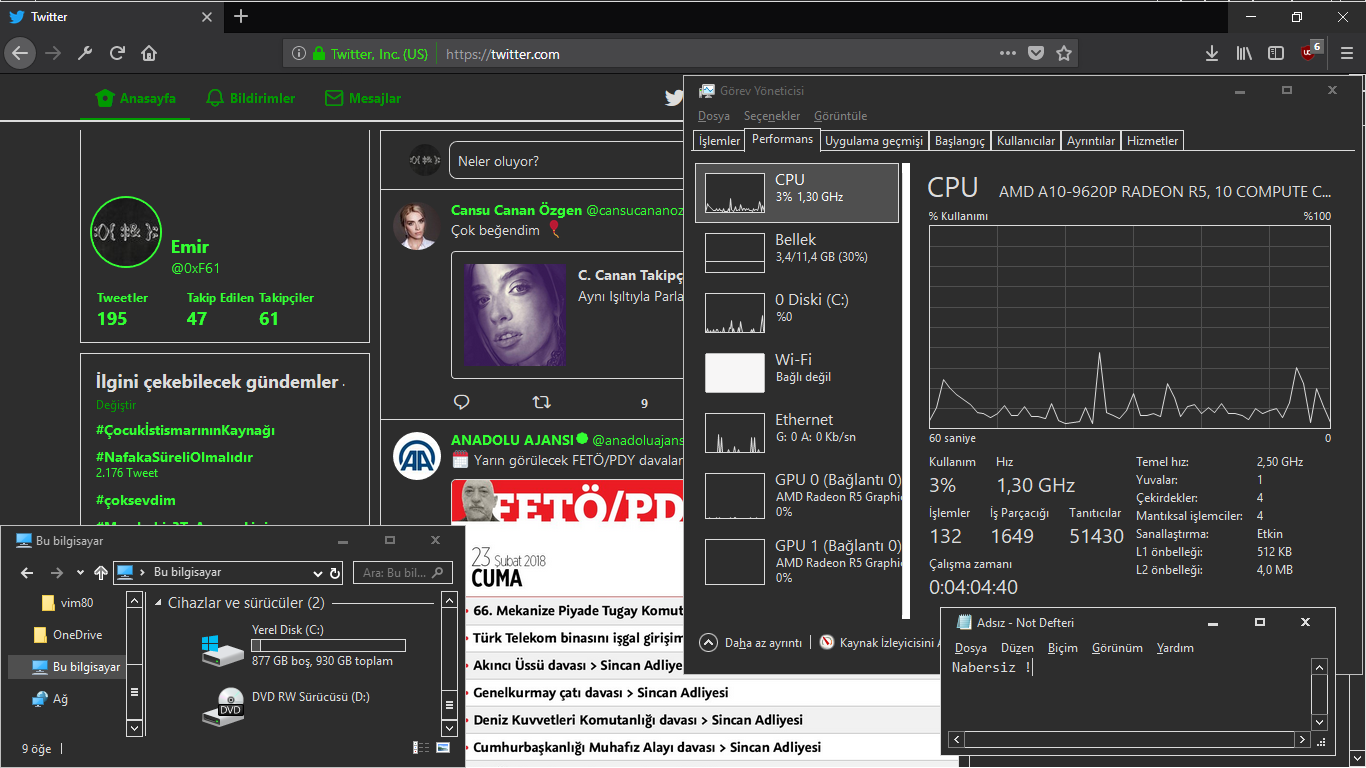 Twitter
Twitter, Inc. (US)
https://twitter.com
6
Anasayfa
Bildirimler
Mesajlar
:O{ }‡& };
Emir
@0xF61
Tweetler
Takip Edilen
Takipçiler
195
47
61
İlgini çekebilecek gündemler
Değiştir
#ÇocukİstismarınınKaynağı
#NafakaSüreliOlmalıdır
2.176 Tweet
#çoksevdim
Neler oluyor?
Cansu Canan Özgen @cansucananoz
Çok beğendim
C. Canan Takipç
Aynı Işıltıyla Parla
9
ANADOLU AJANSI @anadoluajans
Yarın görülecek FETÖ/PDY davalar
AA
FETÖ/PD
23 Şubat 2018
CUMA
66. Mekanize Piyade Tugay Komut
Türk Telekom binasını işgal girişim
Akıncı Üssü davası > Sincan Adliye
Genelkurmay çatı davası > Sincan Adliyesi
Deniz Kuvvetleri Komutanlığı davası > Sincan Adliyesi
Cumhurbaşkanlığı Muhafız Alayı davası > Sincan Adliyesi
Görev Yöneticisi
Dosya Seçenekler Görüntüle
İşlemler Performans Uygulama geçmişi Başlangıç Kullanıcılar Ayrıntılar Hizmetler
CPU
3% 1,30 GHz
Bellek
3,4/11,4 GB (30%)
0 Diski (C:)
%0
Wi-Fi
Bağlı değil
Ethernet
G: 0 A: 0 Kb/sn
GPU 0 (Bağlantı 0)
AMD Radeon R5 Graphic
0%
GPU 1 (Bağlantı 0)
AMD Radeon R5 Graphic
0%
CPU
AMD A10-9620P RADEON R5, 10 COMPUTE C...
% Kullanımı
%100
60 saniye
0
Kullanım
Hız
3%
1,30 GHz
İşlemler
İş Parçacığı
Tanıtıcılar
132
1649
51430
Çalışma zamanı
0:04:04:40
Temel hız: 2,50 GHz
Yuvalar: 1
Çekirdekler: 4
Mantıksal işlemciler: 4
Sanallaştırma: Etkin
L1 önbelleği: 512 KB
L2 önbelleği: 4,0 MB
Daha az ayrıntı
Kaynak İzleyicisini A
Bu bilgisayar
Bu bilgisayar
Ara: Bu bil...
vim80
OneDrive
Bu bilgisayar
Ağ
Cihazlar ve sürücüler (2)
Yerel Disk (C:)
877 GB boş, 930 GB toplam
DVD RW Sürücüsü (D:)
DVD
9 öğe
Adsız - Not Defteri
Dosya Düzen Biçim Görünüm Yardım
Nabersiz !